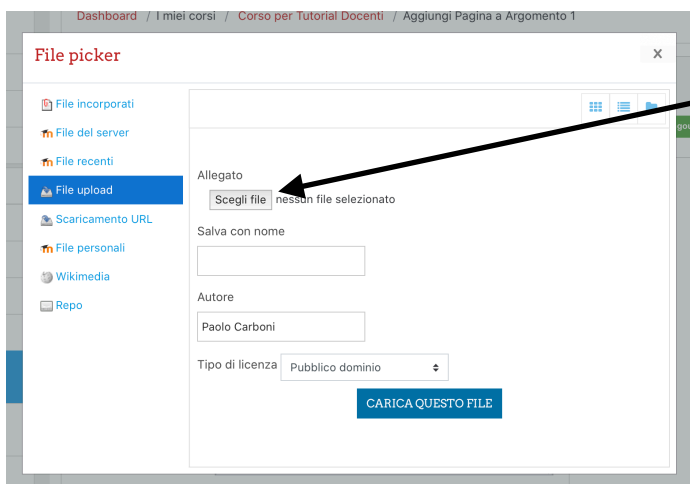 Dashboard / I miei corsi / Corso per Tutorial Docenti / Aggiungi Pagina a Argomento 1
File picker
x
File incorporati
File del server
File recenti
File upload
Scaricamento URL
File personali
Wikimedia
Repo
Allegato
Scegli file nessun file selezionato
Salva con nome
Autore
Paolo Carboni
Tipo di licenza Pubblico dominio
CARICA QUESTO FILE